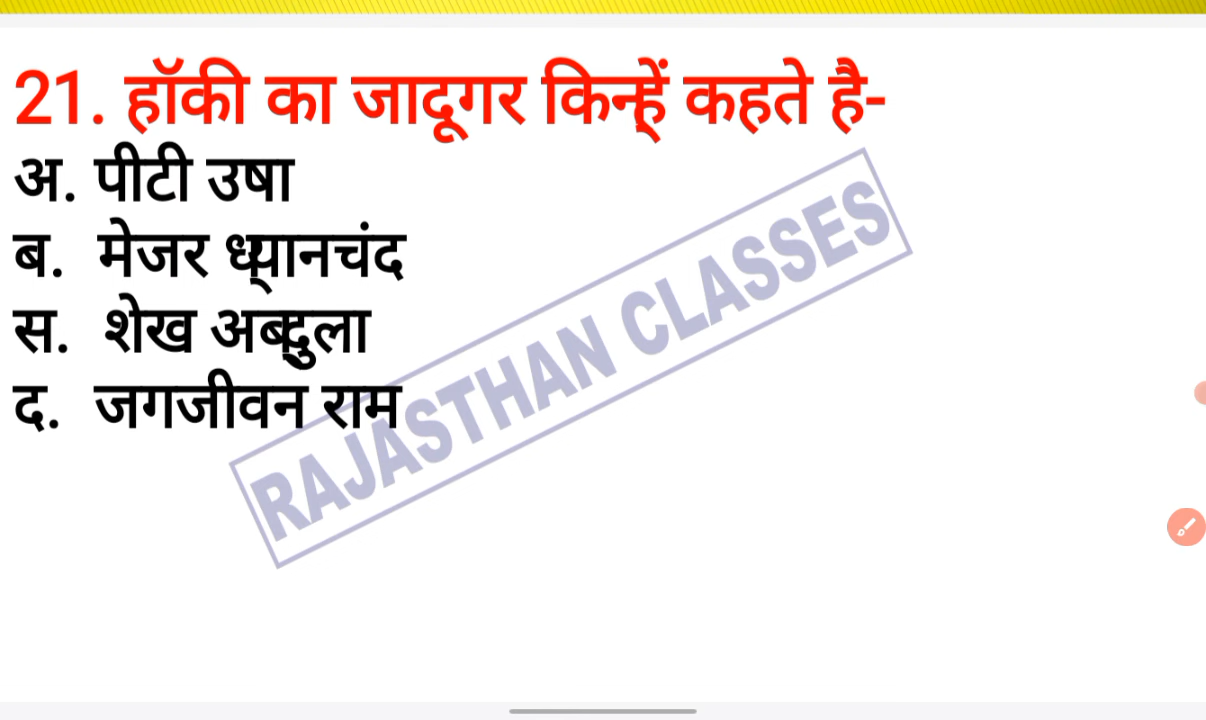 21. हॉकी का जादूगर किन्हें कहते है-
अ. पीटी उषा
ब. मेजर ध्यानचंद
स. शेख अब्दुला
द. जगजीवन राम
RAJASTHAN CLASSES